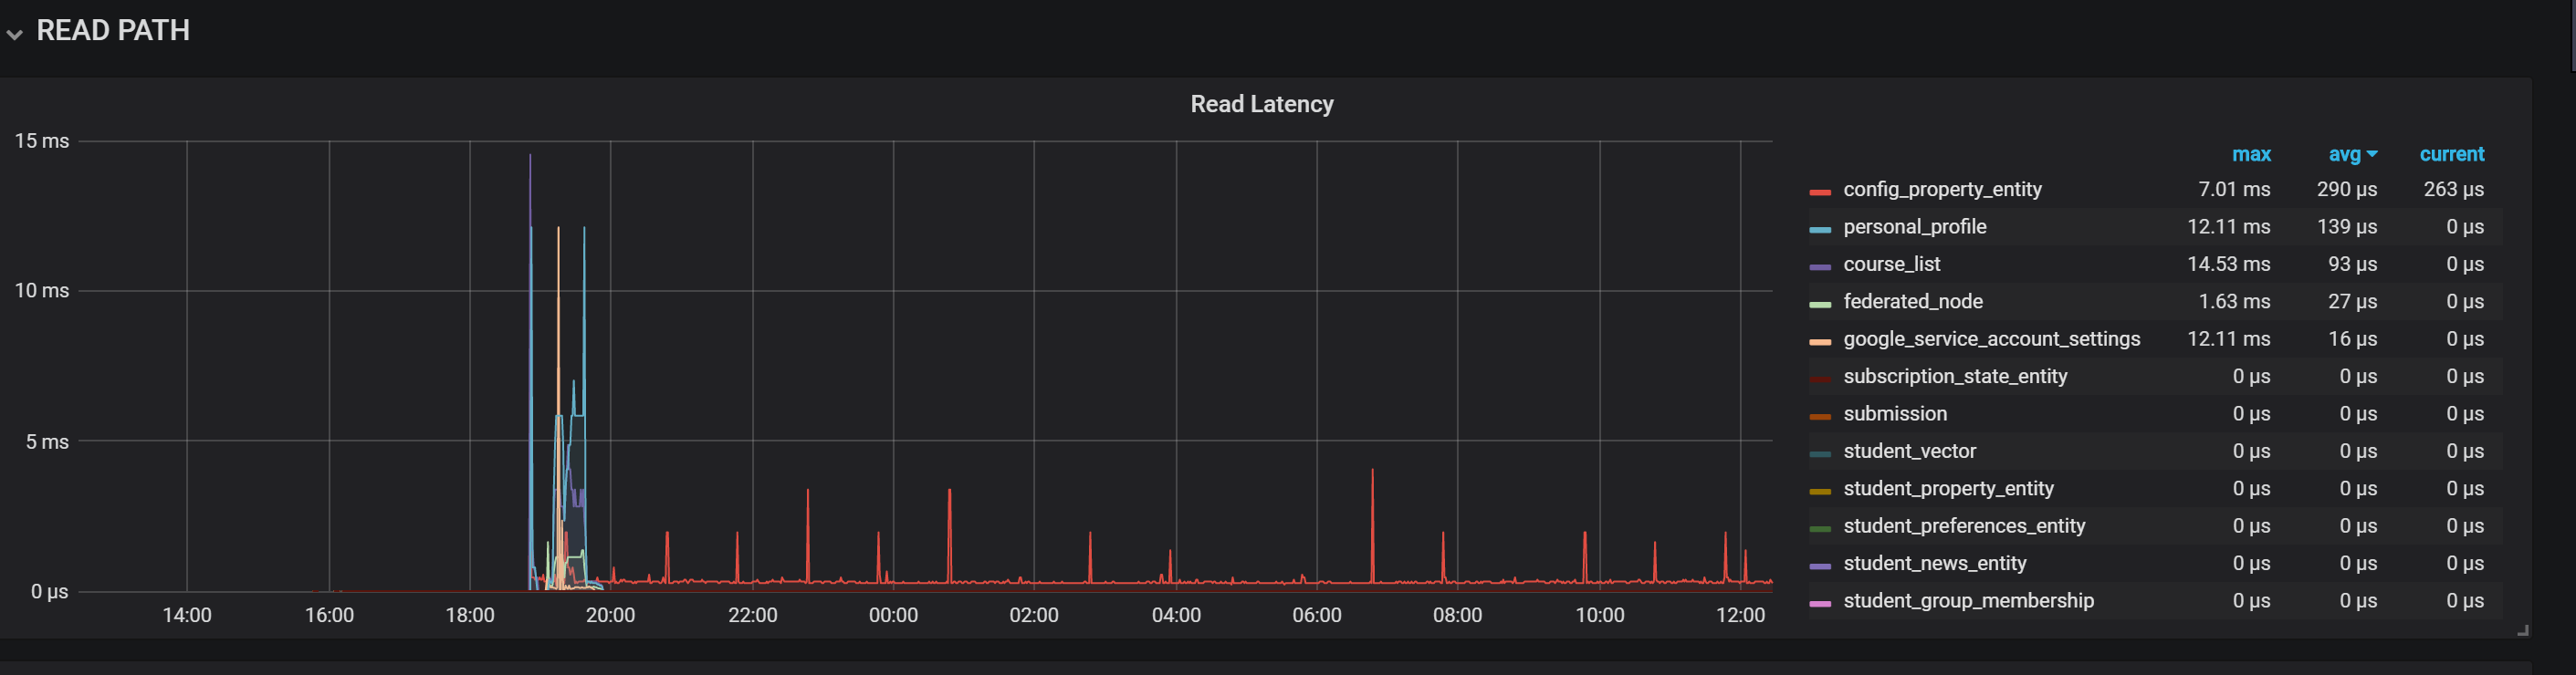 READ PATH
Read Latency
15 ms
10 ms
5 ms
0 µs
14:00 16:00 18:00 20:00 22:00 00:00 02:00 04:00 06:00 08:00 10:00 12:00
max avg current
config_property_entity 7.01 ms 290 µs 263 µs
personal_profile 12.11 ms 139 µs 0 µs
course_list 14.53 ms 93 µs 0 µs
federated_node 1.63 ms 27 µs 0 µs
google_service_account_settings 12.11 ms 16 µs 0 µs
subscription_state_entity 0 µs 0 µs 0 µs
submission 0 µs 0 µs 0 µs
student_vector 0 µs 0 µs 0 µs
student_property_entity 0 µs 0 µs 0 µs
student_preferences_entity 0 µs 0 µs 0 µs
student_news_entity 0 µs 0 µs 0 µs
student_group_membership 0 µs 0 µs 0 µs